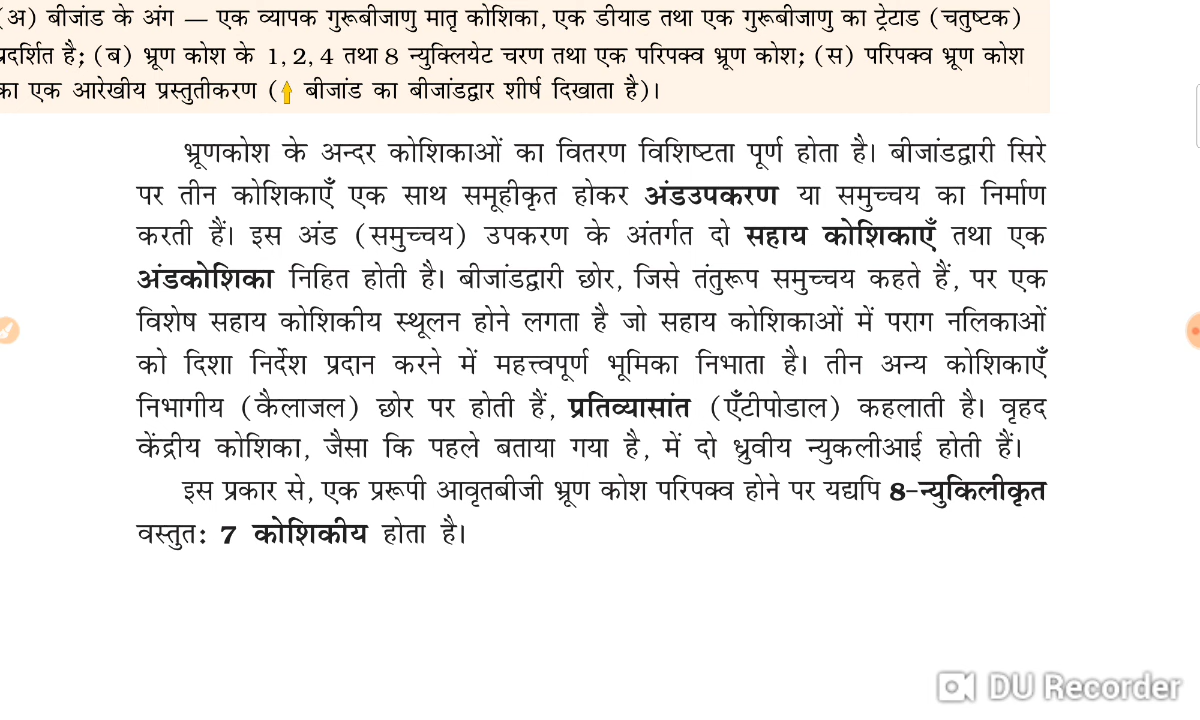 (अ) बीजांड के अंग — एक व्यापक गुरूबीजाणु मातृ कोशिका, एक डीयाड तथा एक गुरूबीजाणु का ट्रेटाड (चतुष्टक)
प्रदर्शित है; (ब) भ्रूण कोश के 1, 2, 4 तथा 8 न्युक्लियेट चरण तथा एक परिपक्व भ्रूण कोश; (स) परिपक्व भ्रूण कोश
का एक आरेखीय प्रस्तुतीकरण ( बीजांड का बीजांडद्वार शीर्ष दिखाता है)।
भ्रूणकोश के अन्दर कोशिकाओं का वितरण विशिष्टता पूर्ण होता है। बीजांडद्वारी सिरे
पर तीन कोशिकाएँ एक साथ समूहीकृत होकर अंडउपकरण या समुच्चय का निर्माण
करती हैं। इस अंड (समुच्चय) उपकरण के अंतर्गत दो सहाय कोशिकाएँ तथा एक
अंडकोशिका निहित होती है। बीजांडद्वारी छोर, जिसे तंतुरूप समुच्चय कहते हैं, पर एक
विशेष सहाय कोशिकीय स्थूलन होने लगता है जो सहाय कोशिकाओं में पराग नलिकाओं
को दिशा निर्देश प्रदान करने में महत्त्वपूर्ण भूमिका निभाता है। तीन अन्य कोशिकाएँ
निभागीय (कैलाजल) छोर पर होती हैं, प्रतिव्यासांत (एँटीपोडाल) कहलाती है। वृहद
केंद्रीय कोशिका, जैसा कि पहले बताया गया है, में दो ध्रुवीय न्युकलीआई होती हैं।
इस प्रकार से, एक प्ररूपी आवृतबीजी भ्रूण कोश परिपक्व होने पर यद्यपि 8-न्युकिलीकृत
वस्तुत: 7 कोशिकीय होता है।
DU Recorder